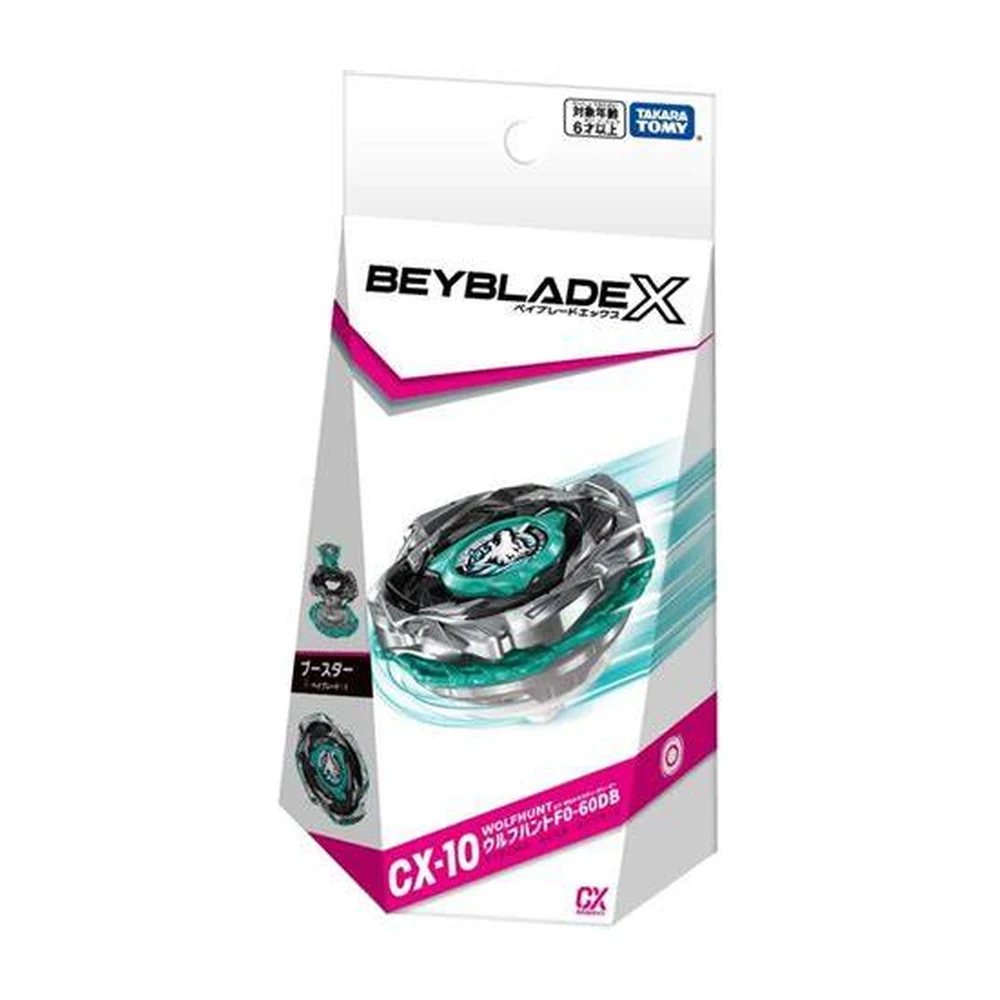 対象年齢
6才以上
TAKARA
TOMY
BEYBLADE X
ベイブレードエックス
ブースター
WOLFHUNT
CX-10 ウルフハントF0-60DB
CX